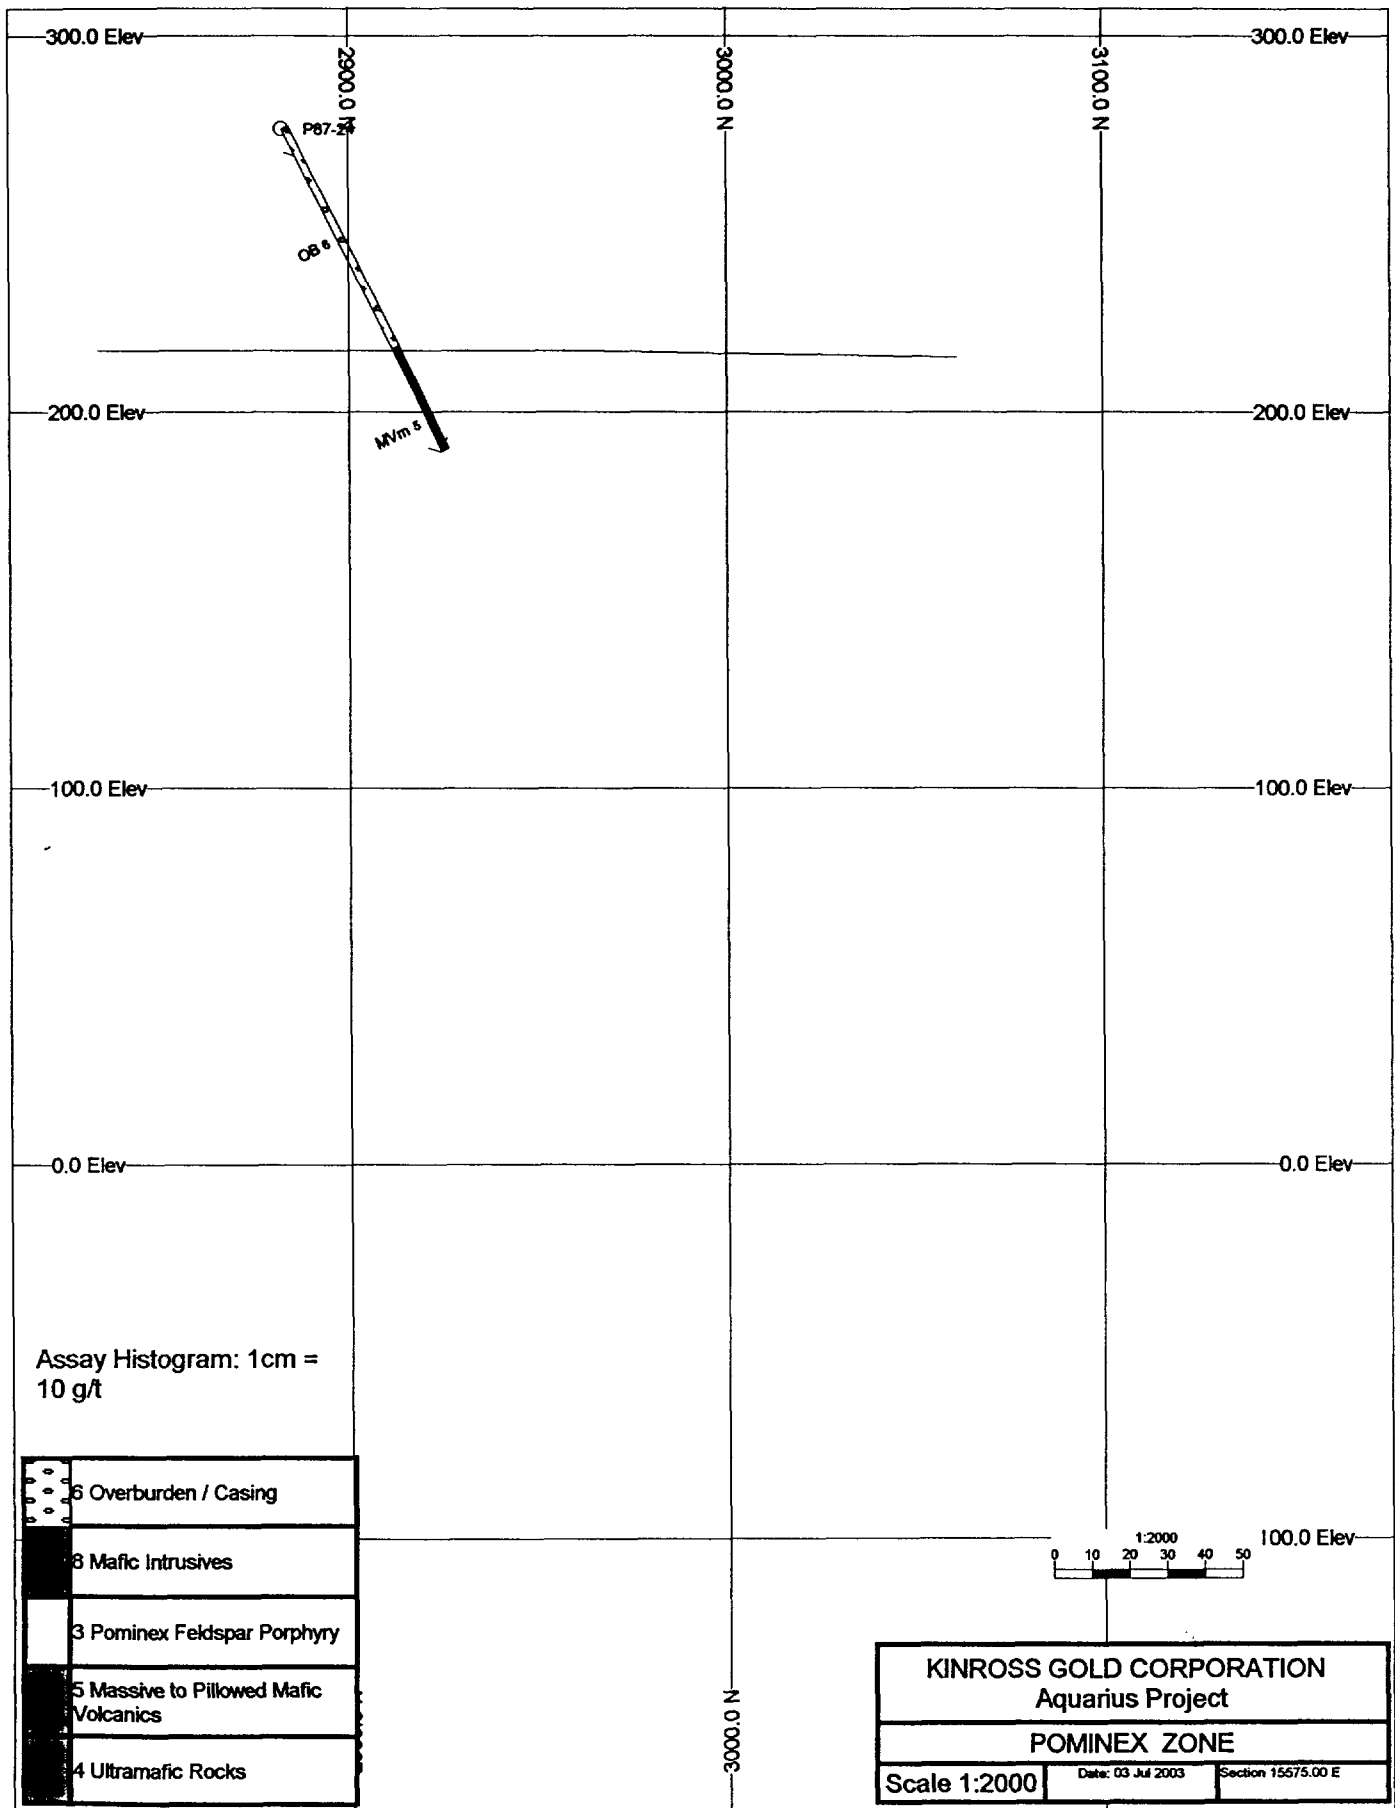 300.0 Elev
2900.0 N
3000.0 N
3100.0 N
300.0 Elev
P87-24
OB 6
200.0 Elev
200.0 Elev
MVm 5
100.0 Elev
100.0 Elev
0.0 Elev
0.0 Elev
Assay Histogram: 1cm =
10 g/t
6 Overburden / Casing
8 Mafic Intrusives
3 Pominex Feldspar Porphyry
5 Massive to Pillowed Mafic
Volcanics
4 Ultramafic Rocks
1:2000
0 10 20 30 40 50
100.0 Elev
3000.0 N
KINROSS GOLD CORPORATION
Aquarius Project
POMINEX ZONE
Scale 1:2000
Date: 03 Jul 2003
Section 15575.00 E